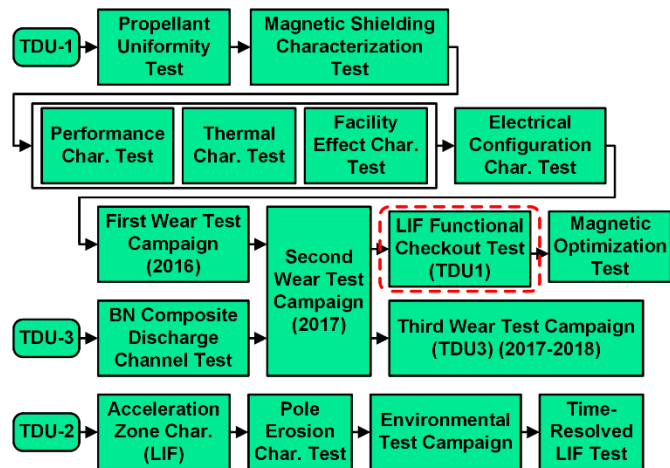 TDU-1
Propellant
Uniformity
Test
Magnetic Shielding
Characterization
Test
Performance
Char. Test
Thermal
Char. Test
Facility
Effect Char.
Test
Electrical
Configuration
Char. Test
First Wear Test
Campaign
(2016)
Second
Wear Test
Campaign
(2017)
LIF Functional
Checkout Test
(TDU1)
Magnetic
Optimization
Test
TDU-3
BN Composite
Discharge
Channel Test
Third Wear Test Campaign
(TDU3) (2017-2018)
TDU-2
Acceleration
Zone Char.
(LIF)
Pole
Erosion
Char. Test
Environmental
Test Campaign
Time-
Resolved
LIF Test